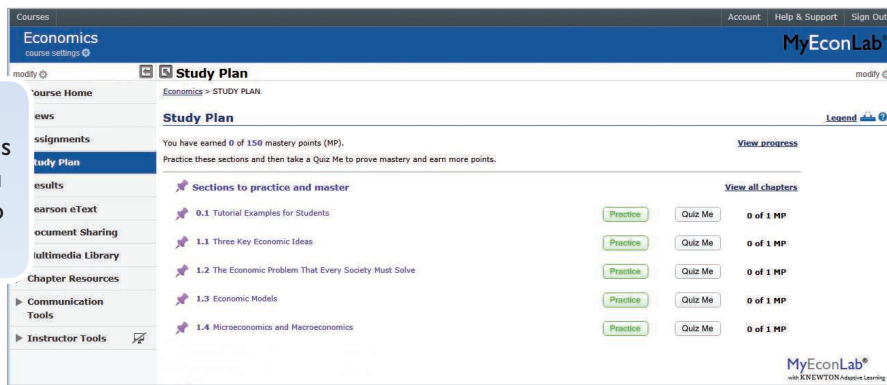 Courses
Account Help & Support Sign Out
Economics
course settings
MyEconLab®
modify
Study Plan
modify
Course Home
Economics > STUDY PLAN
Study Plan
Legend
You have earned 0 of 150 mastery points (MP).
View progress
Practice these sections and then take a Quiz Me to prove mastery and earn more points.
Sections to practice and master
View all chapters
0.1 Tutorial Examples for Students Practice Quiz Me 0 of 1 MP
1.1 Three Key Economic Ideas Practice Quiz Me 0 of 1 MP
1.2 The Economic Problem That Every Society Must Solve Practice Quiz Me 0 of 1 MP
1.3 Economic Models Practice Quiz Me 0 of 1 MP
1.4 Microeconomics and Macroeconomics Practice Quiz Me 0 of 1 MP
ews
ssignments
tudy Plan
esults
earson eText
ocument Sharing
ultimedia Library
Chapter Resources
Communication
Tools
Instructor Tools
MyEconLab®
with KNEWTON Adaptive Learning